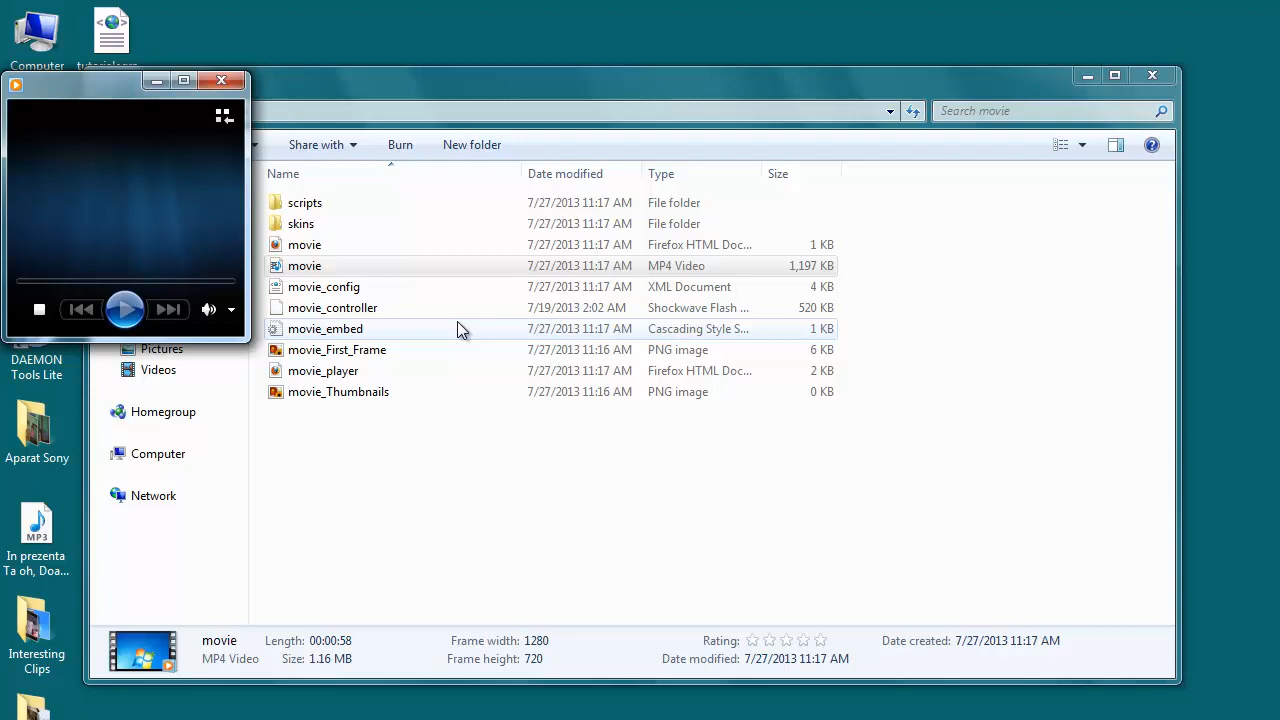 Computer
Search movie
Share with
Burn
New folder
Name Date modified Type Size
scripts 7/27/2013 11:17 AM File folder
skins 7/27/2013 11:17 AM File folder
movie 7/27/2013 11:17 AM Firefox HTML Doc... 1 KB
movie 7/27/2013 11:17 AM MP4 Video 1,197 KB
movie_config 7/27/2013 11:17 AM XML Document 4 KB
movie_controller 7/19/2013 2:02 AM Shockwave Flash ... 520 KB
movie_embed 7/27/2013 11:17 AM Cascading Style S... 1 KB
movie_First_Frame 7/27/2013 11:16 AM PNG image 6 KB
movie_player 7/27/2013 11:17 AM Firefox HTML Doc... 2 KB
movie_Thumbnails 7/27/2013 11:16 AM PNG image 0 KB
Pictures
Videos
Homegroup
Computer
Network
DAEMON
Tools Lite
Aparat Sony
MP3
In prezenta
Ta oh, Doa...
Interesting
Clips
movie Length: 00:00:58 Frame width: 1280 Rating: Date created: 7/27/2013 11:17 AM
MP4 Video Size: 1.16 MB Frame height: 720 Date modified: 7/27/2013 11:17 AM